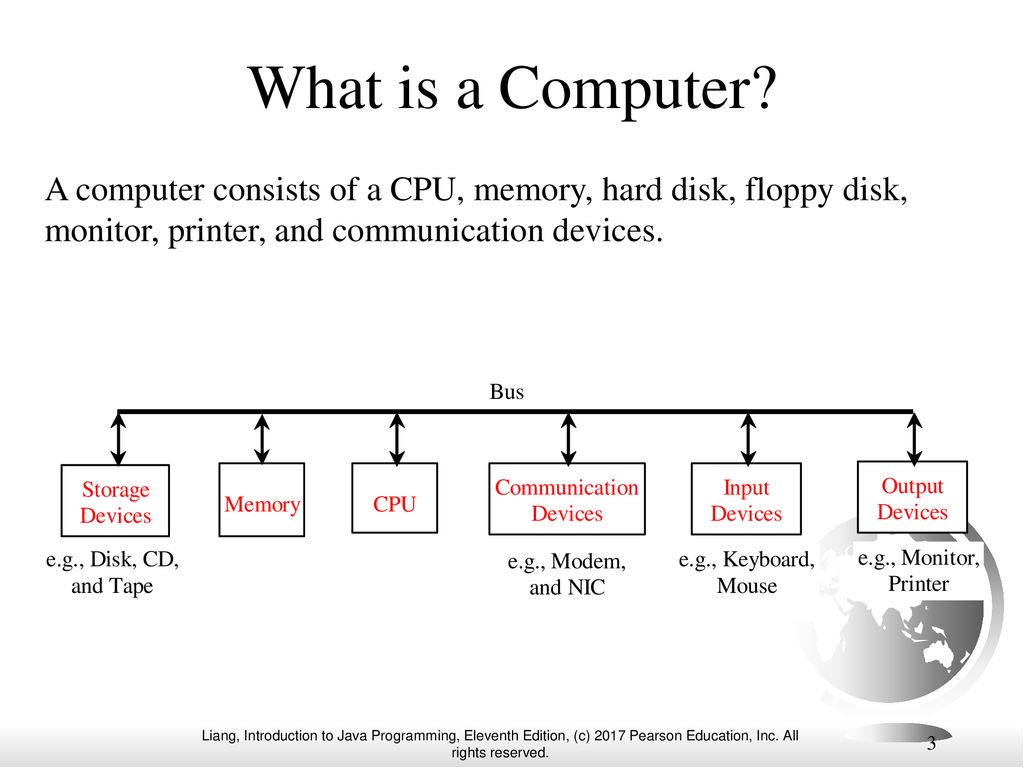 What is a Computer?
A computer consists of a CPU, memory, hard disk, floppy disk,
monitor, printer, and communication devices.
Bus
Storage
Devices
Memory
CPU
Communication
Devices
Input
Devices
Output
Devices
e.g., Disk, CD,
and Tape
e.g., Modem,
and NIC
e.g., Keyboard,
Mouse
e.g., Monitor,
Printer
Liang, Introduction to Java Programming, Eleventh Edition, (c) 2017 Pearson Education, Inc. All
rights reserved.
3